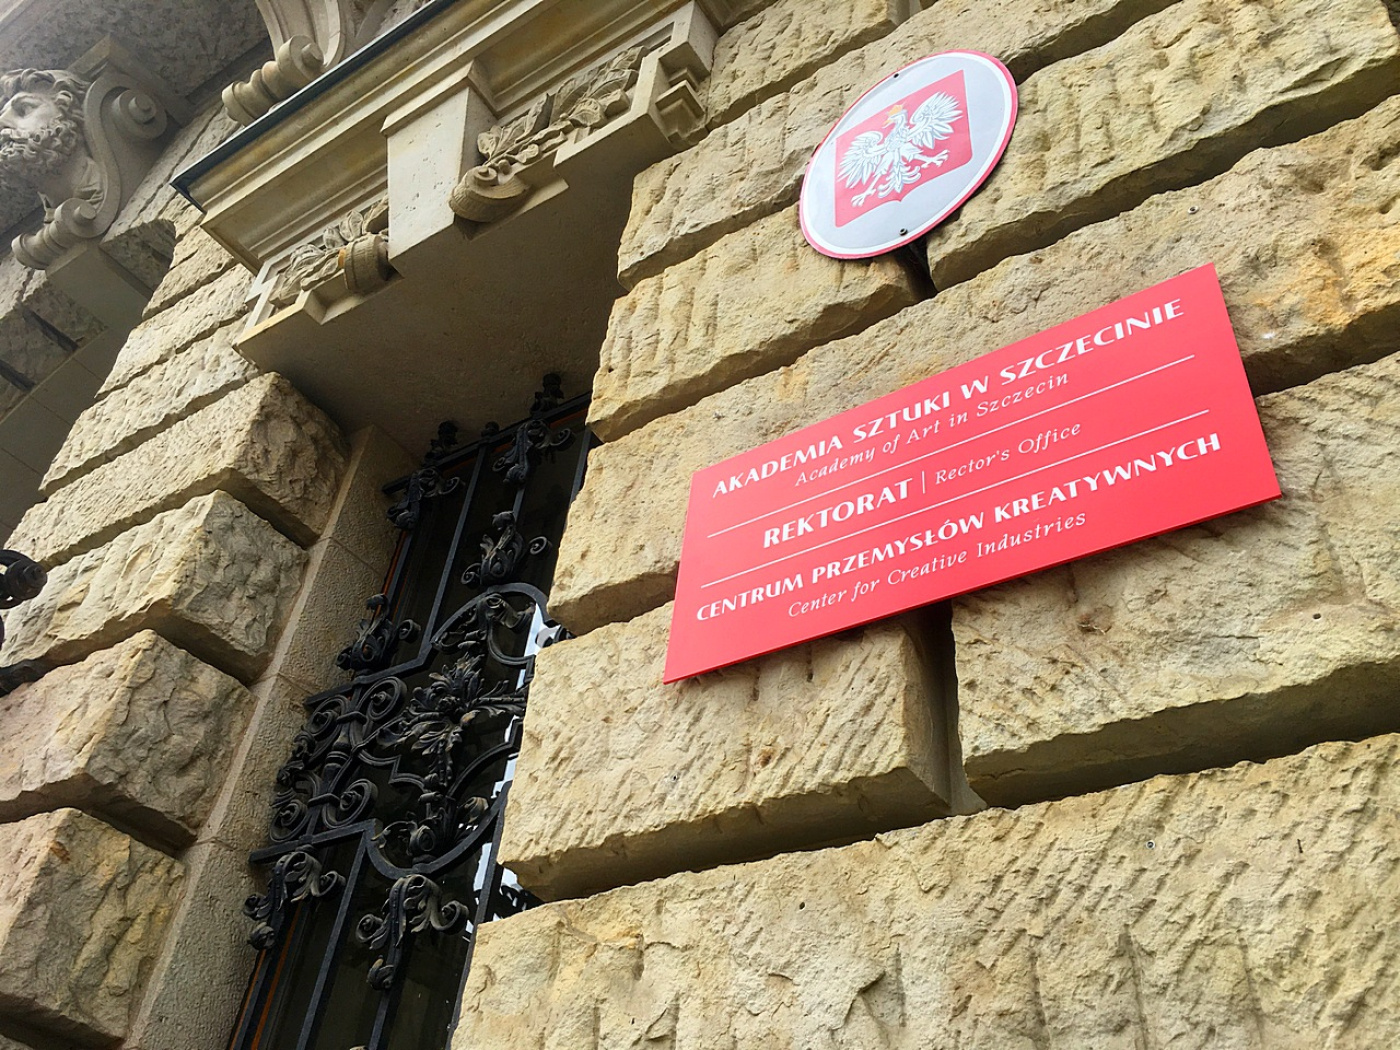 AKADEMIA SZTUKI W SZCZECINIE
Academy of Art in Szczecin
REKTORAT | Rector's Office
CENTRUM PRZEMYSŁÓW KREATYWNYCH
Center for Creative Industries